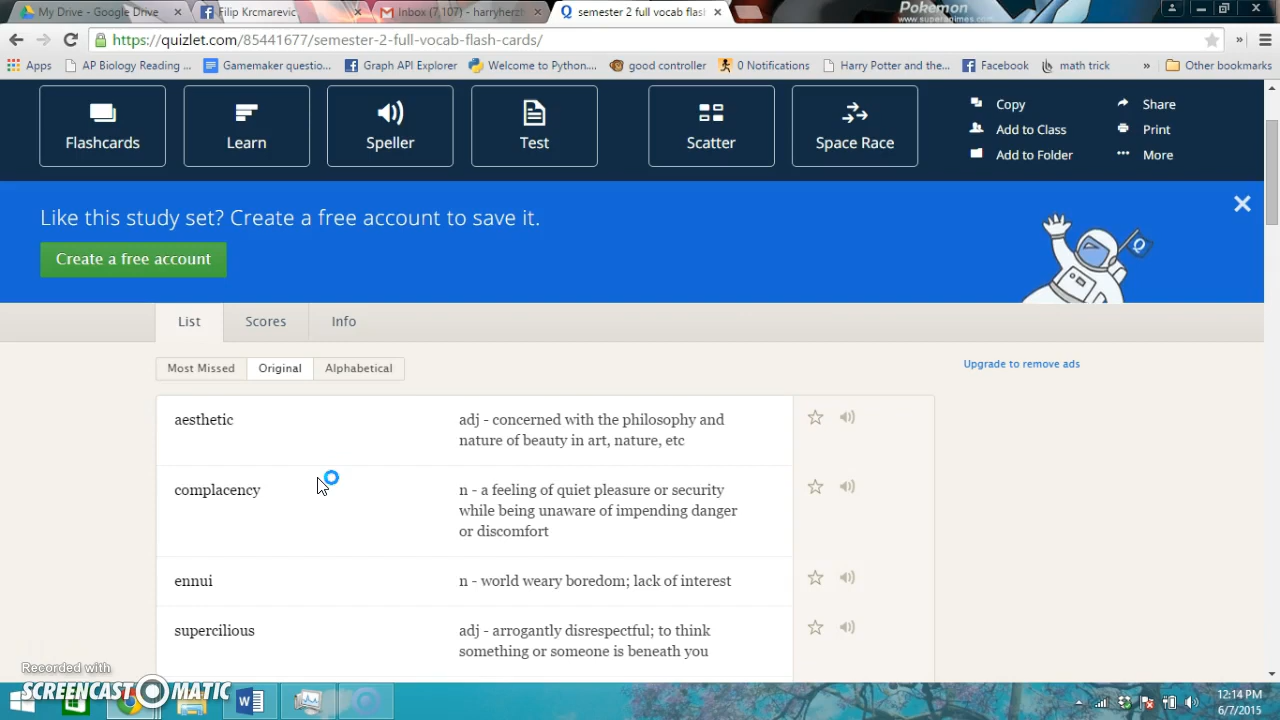 Pokemon
www.superagimes.com
My Drive - Google Drive
Filip Krcmarevic
Inbox (7,107) - harryherzb
semester 2 full vocab flash
https://quizlet.com/85441677/semester-2-full-vocab-flash-cards/
Apps
AP Biology Reading ...
Gamemaker questio...
Graph API Explorer
Welcome to Python....
good controller
0 Notifications
Harry Potter and the...
Facebook
math trick
»
Other bookmarks
Flashcards
Learn
Speller
Test
Scatter
Space Race
Copy
Share
Add to Class
Print
Add to Folder
More
Like this study set? Create a free account to save it.
Create a free account
Q
List
Scores
Info
Most Missed
Original
Alphabetical
Upgrade to remove ads
aesthetic
adj - concerned with the philosophy and
nature of beauty in art, nature, etc
complacency
n - a feeling of quiet pleasure or security
while being unaware of impending danger
or discomfort
ennui
n - world weary boredom; lack of interest
supercilious
adj - arrogantly disrespectful; to think
something or someone is beneath you
Recorded with
SCREENCAST-O-MATIC
12:14 PM
6/7/2015